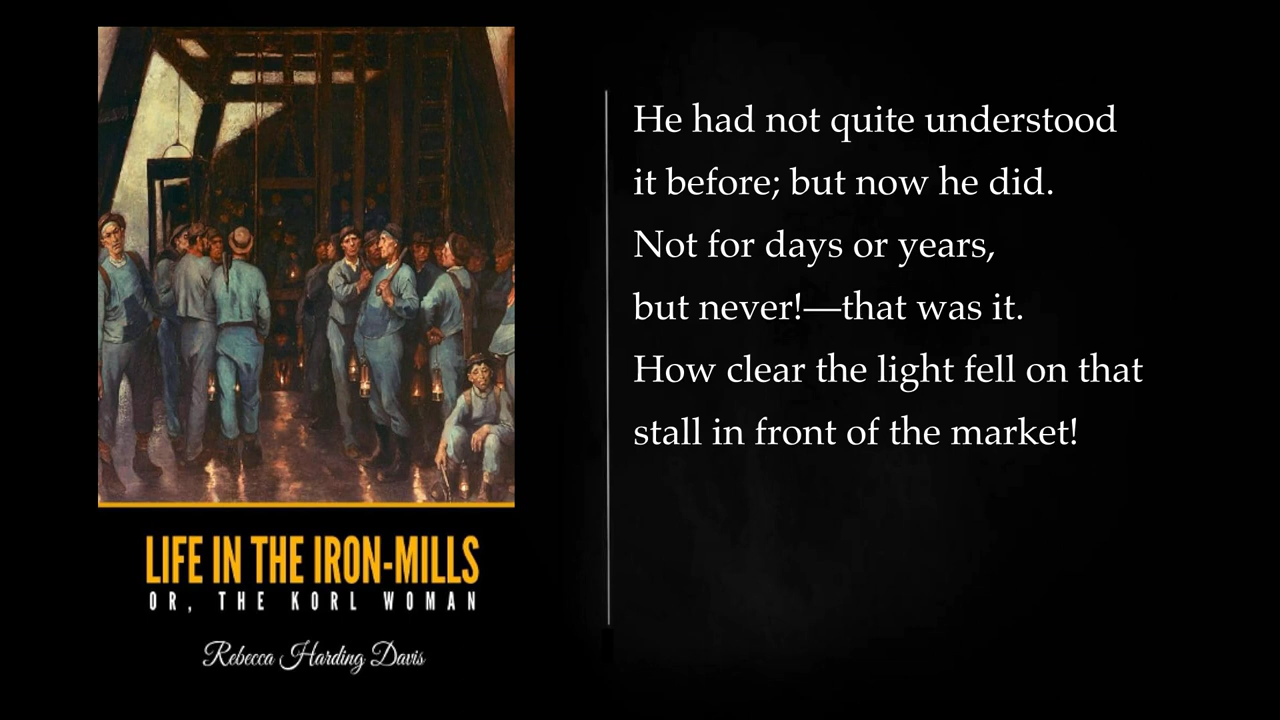 LIFE IN THE IRON-MILLS
OR, THE KORL WOMAN
Rebecca Harding Davis
He had not quite understood
it before; but now he did.
Not for days or years,
but never!—that was it.
How clear the light fell on that
stall in front of the market!